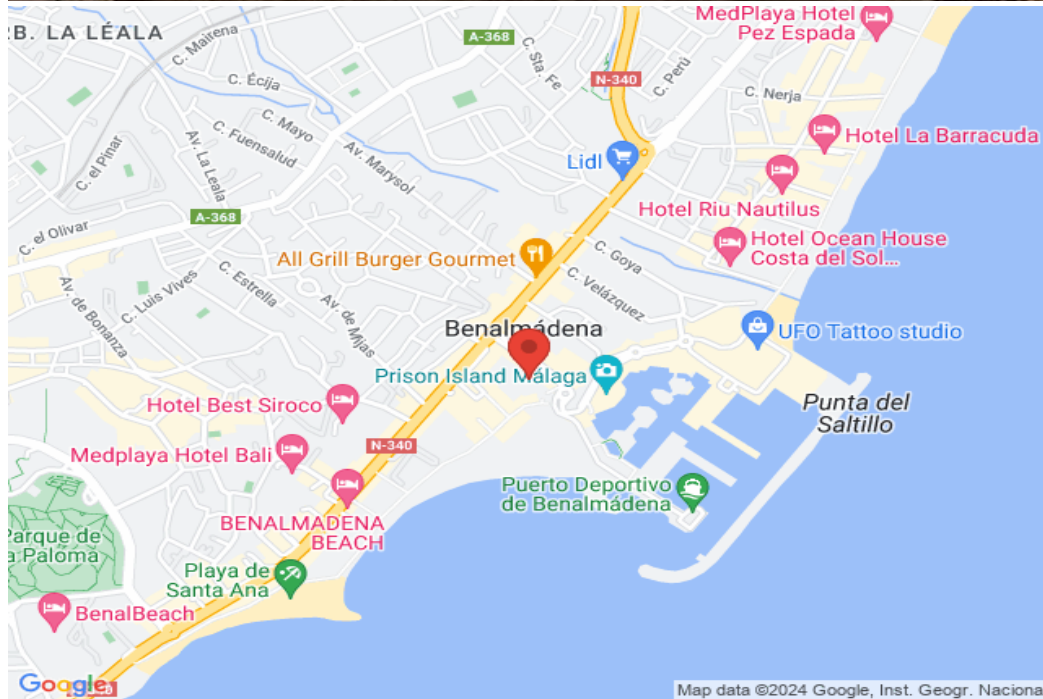 MedPlaya Hotel
Pez Espada
RB. LA LÉALA
A-368
C. Mairena
C. Sta. Fe
N-340
C. Perú
C. Écija
C. Nerja
C. Mayo
Hotel La Barracuda
C. Fuensalud
Lidl
C. el Pinar
Av. La Leala
Av. Marysol
Hotel Riu Nautilus
A-368
C. el Olivar
Hotel Ocean House
Costa del Sol...
All Grill Burger Gourmet
C. Goya
C. Estrella
C. Velázquez
C. Luis Vives
Av. de Bonanza
Av. de Mijas
Benalmádena
UFO Tattoo studio
Prison Island Málaga
Punta del
Saltillo
Hotel Best Siroco
N-340
Medplaya Hotel Bali
Puerto Deportivo
de Benalmádena
BENALMADENA
BEACH
Parque de
la Paloma
Playa de
Santa Ana
BenalBeach
Google
Map data ©2024 Google, Inst. Geogr. Naciona